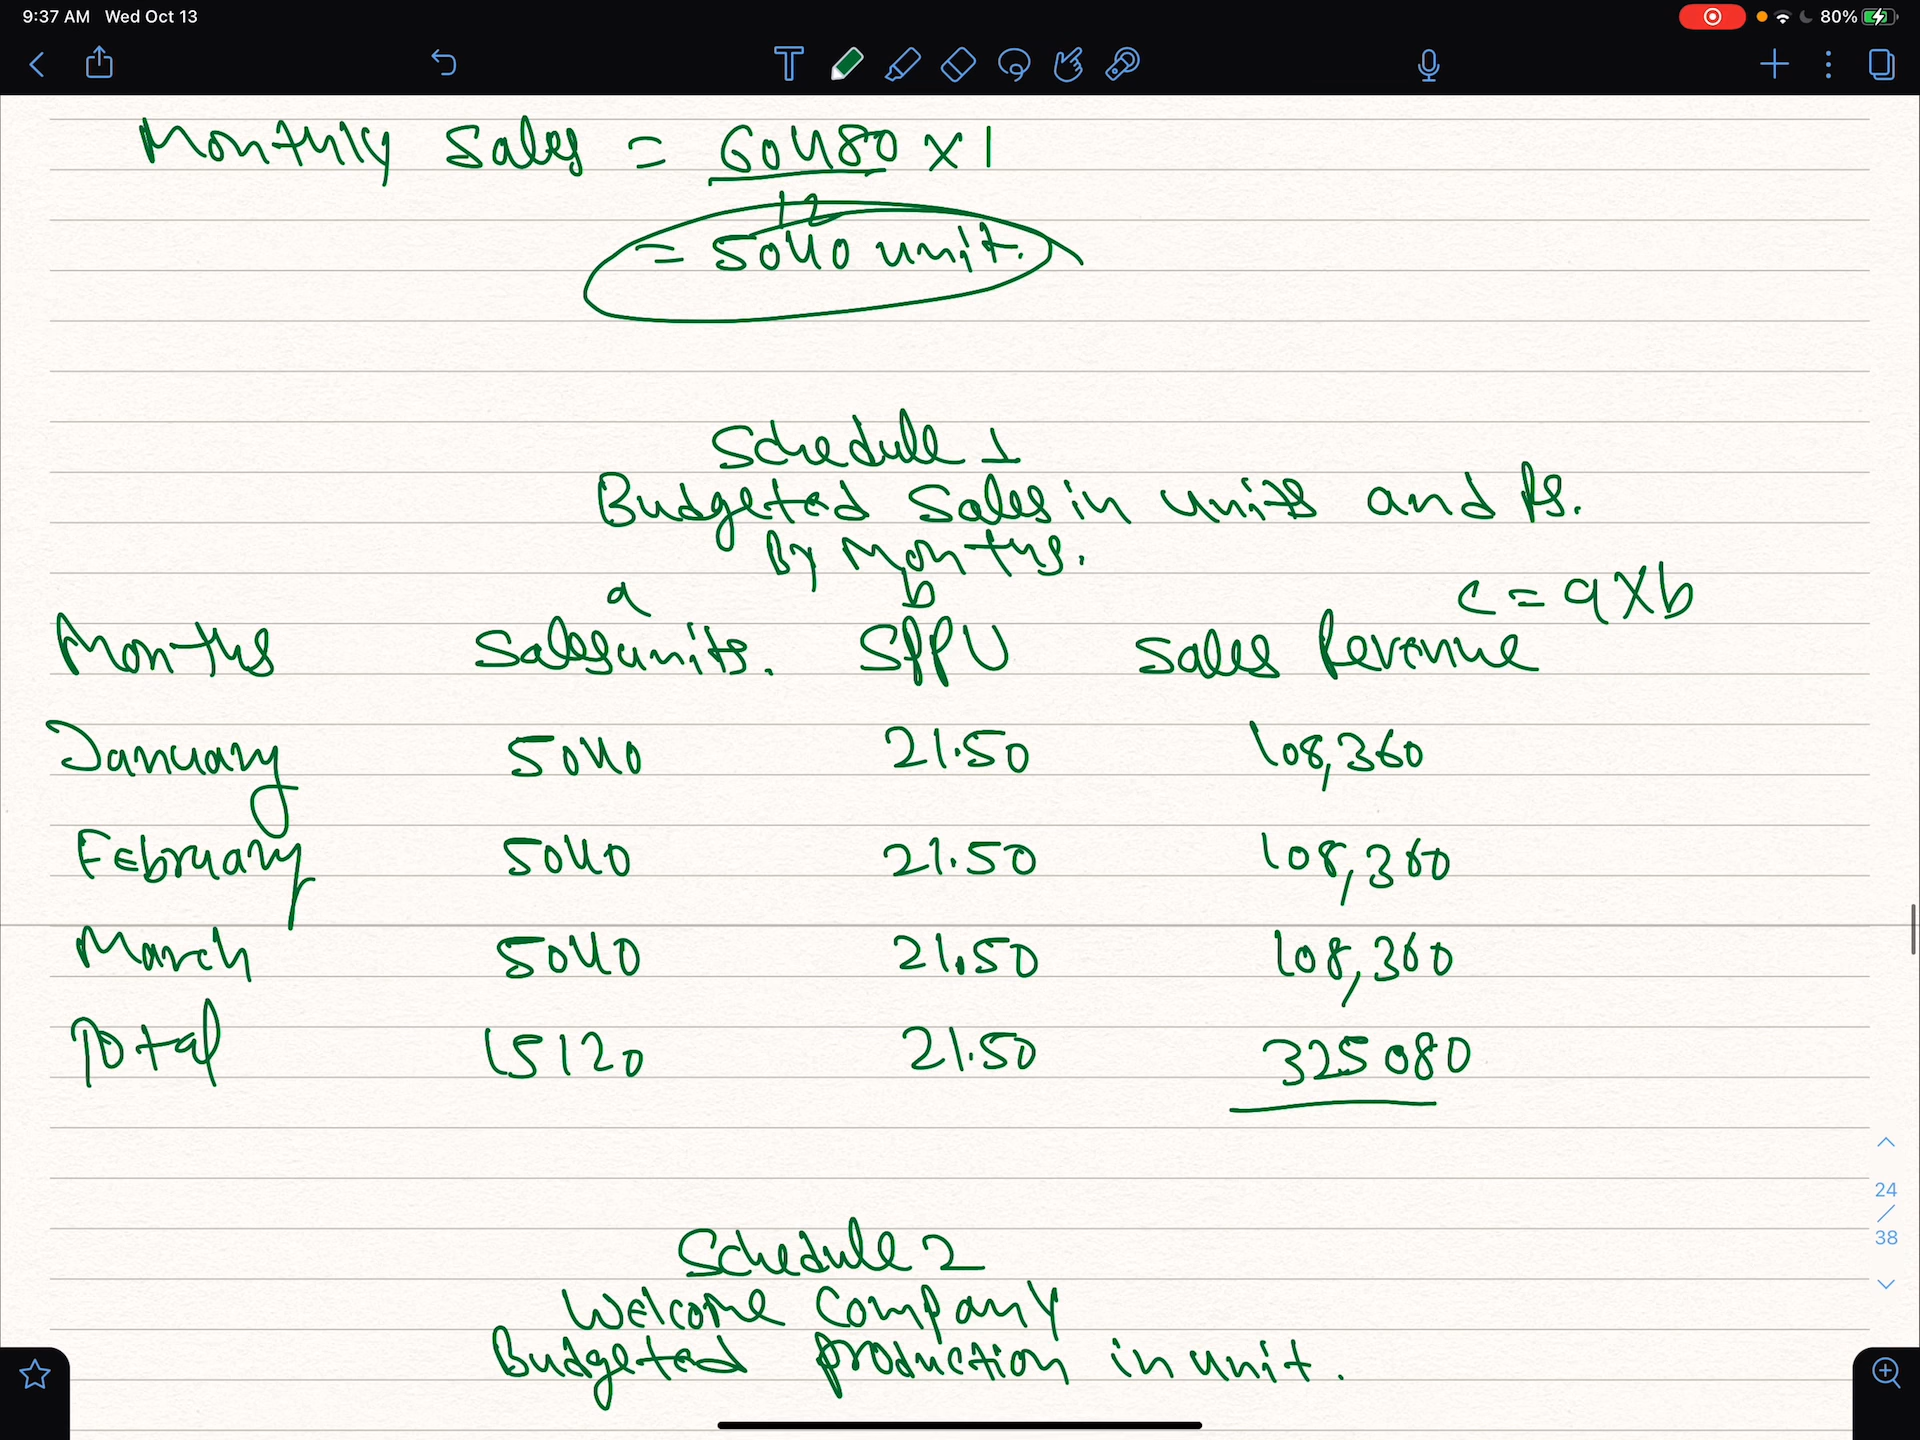 9:37 AM Wed Oct 13
80%
Monthly Sales = 60480 × 1
12
= 5040 unit.
Schedule 1
Budgeted Sales in units and Rs.
By Months.
a b c = a×b
Months Sales units. SPPU Sales Revenue
January 5040 21.50 108,360
February 5040 21.50 108,360
March 5040 21.50 108,360
Total 15120 21.50 325080
24
/
38
Schedule 2
Welcome Company
Budgeted production in unit.